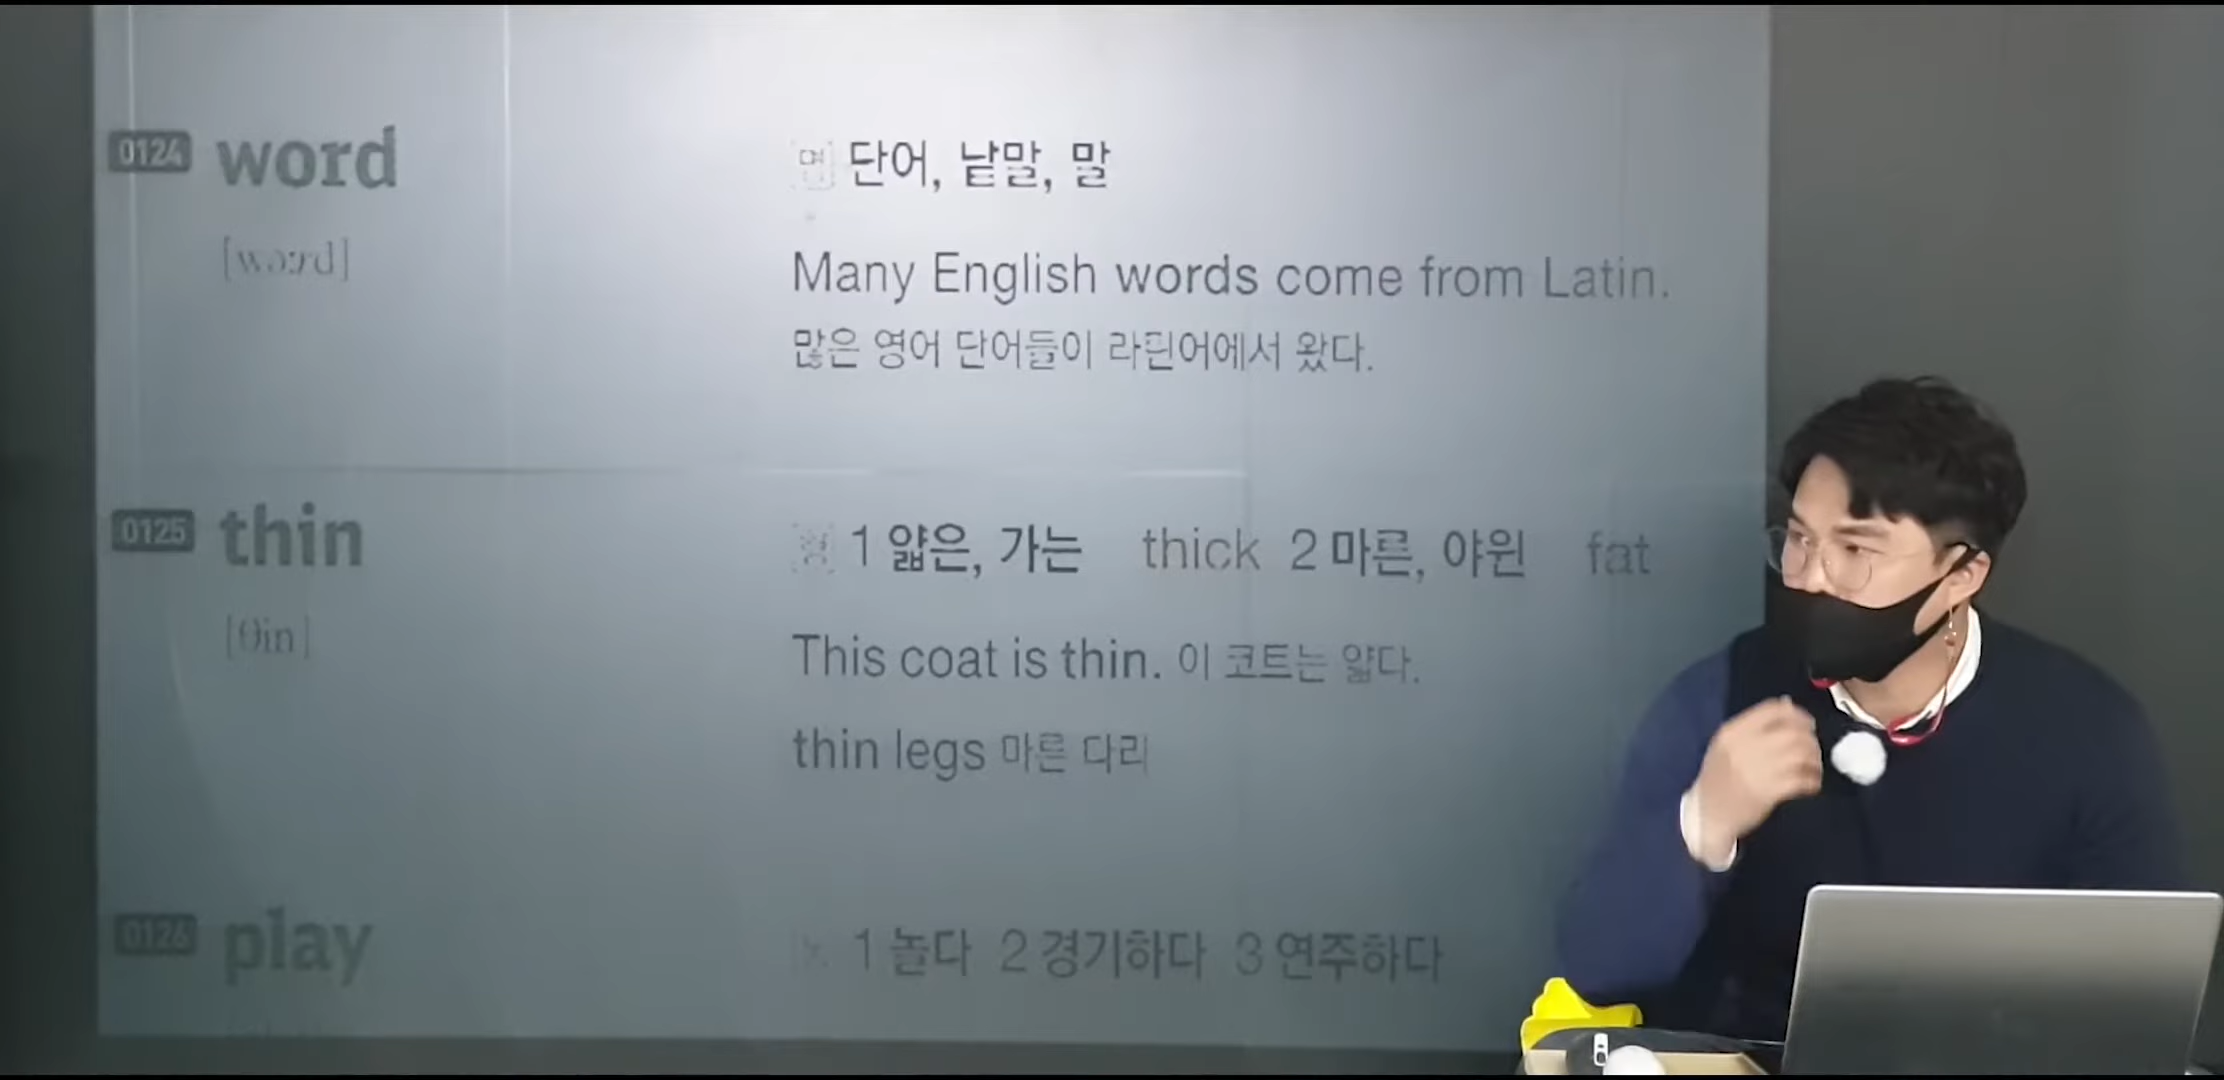 0124 word 명 단어, 낱말, 말
[wəːrd]
Many English words come from Latin.
많은 영어 단어들이 라틴어에서 왔다.
0125 thin 형 1 얇은, 가는 thick 2 마른, 야윈 fat
[θin]
This coat is thin. 이 코트는 얇다.
thin legs 마른 다리
0126 play 1 놀다 2 경기하다 3 연주하다